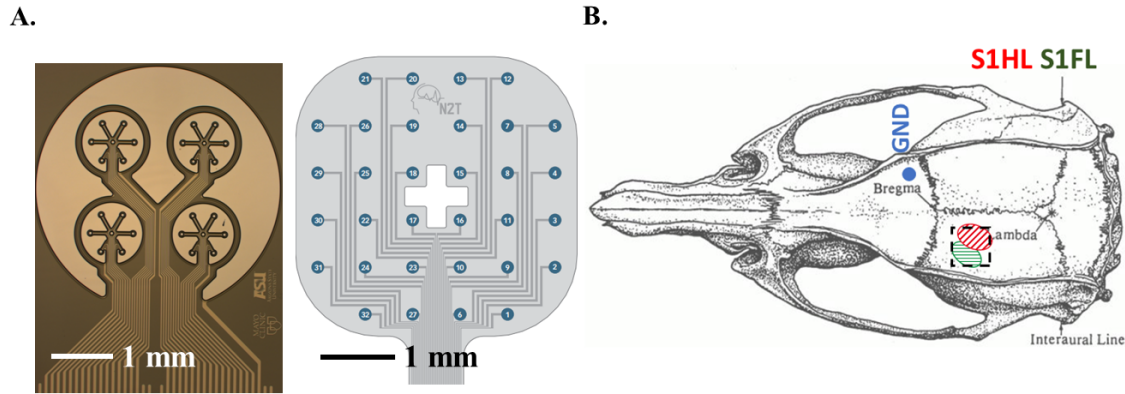 A.
B.
S1HL S1FL
GND
Bregma
ambda
Interaural Line
N2T
21 20 13 12
28 26 19 14 7 5
29 25 18 15 8 4
30 22 17 16 11 3
31 24 23 10 9 2
32 27 6 1
ASU
1 mm
1 mm